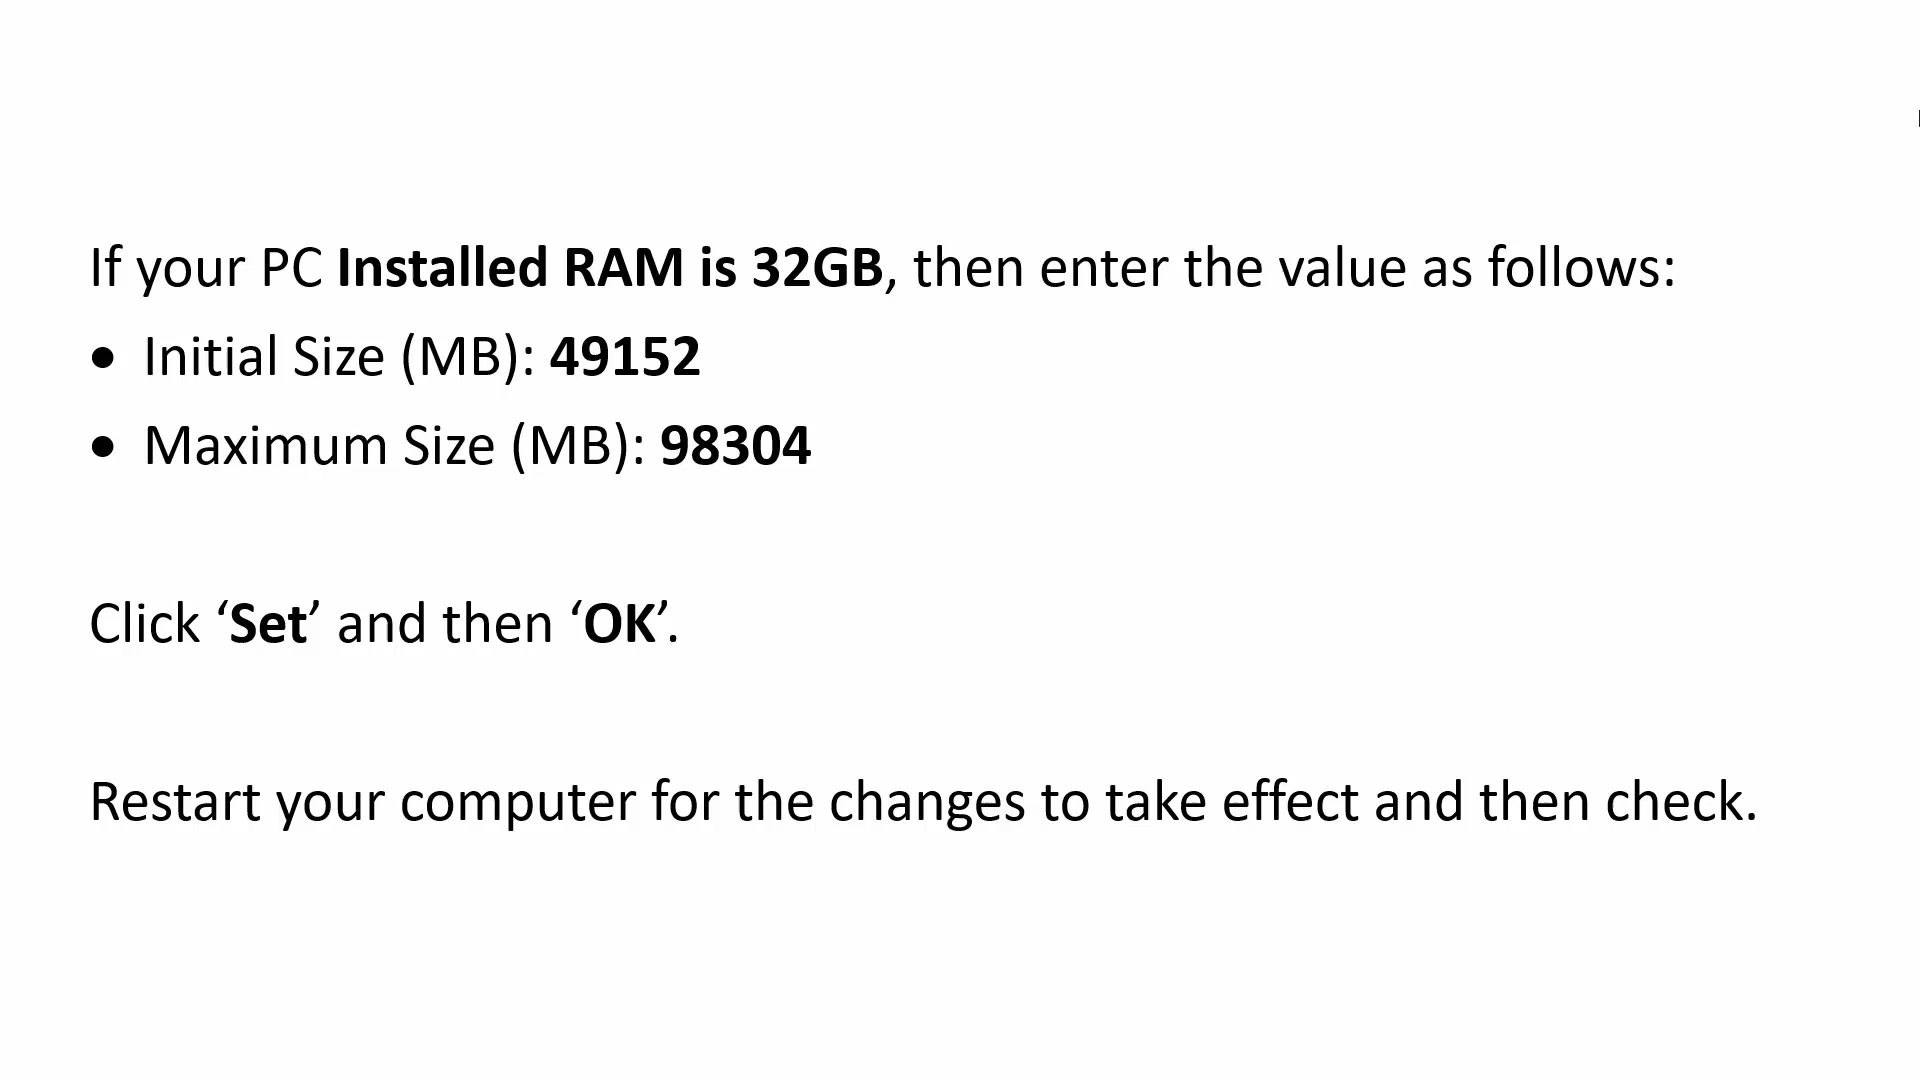 If your PC Installed RAM is 32GB, then enter the value as follows:
• Initial Size (MB): 49152
• Maximum Size (MB): 98304
Click ‘Set’ and then ‘OK’.
Restart your computer for the changes to take effect and then check.